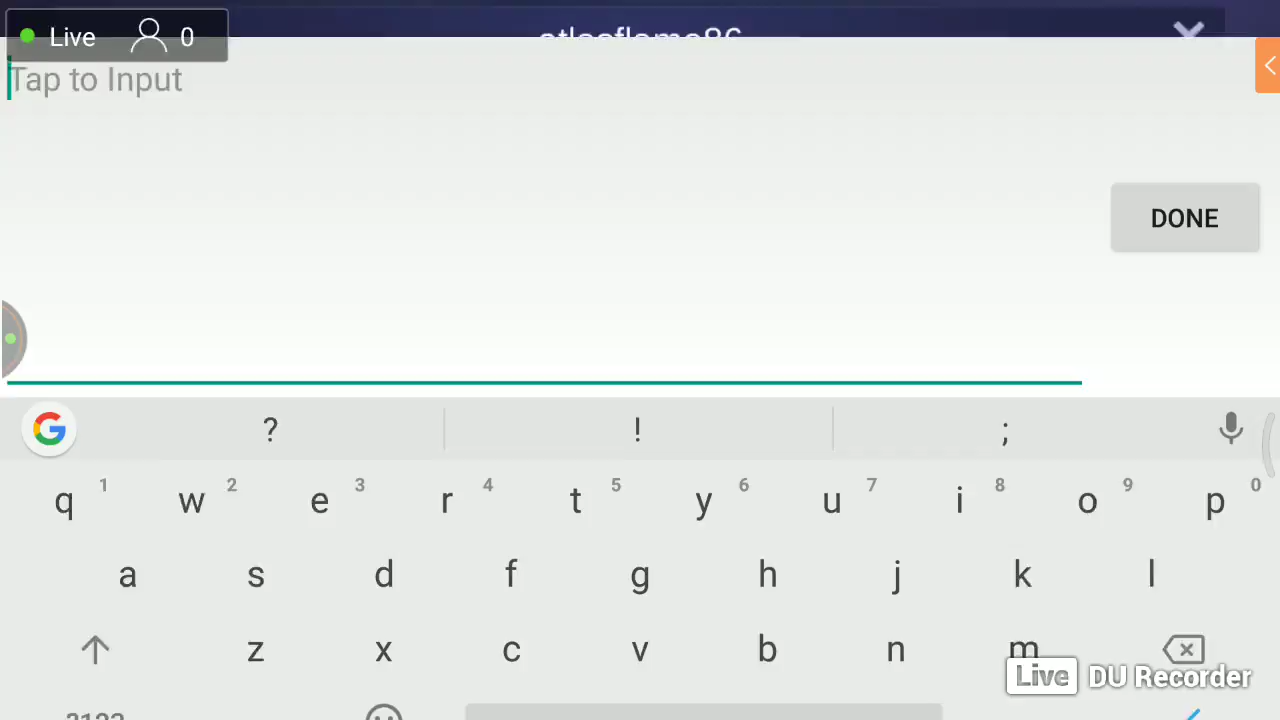 Live 0
atlasflame86
Tap to Input
DONE
? ! ;
q 1 w 2 e 3 r 4 t 5 y 6 u 7 i 8 o 9 p 0
a s d f g h j k l
z x c v b n m
Live DU Recorder